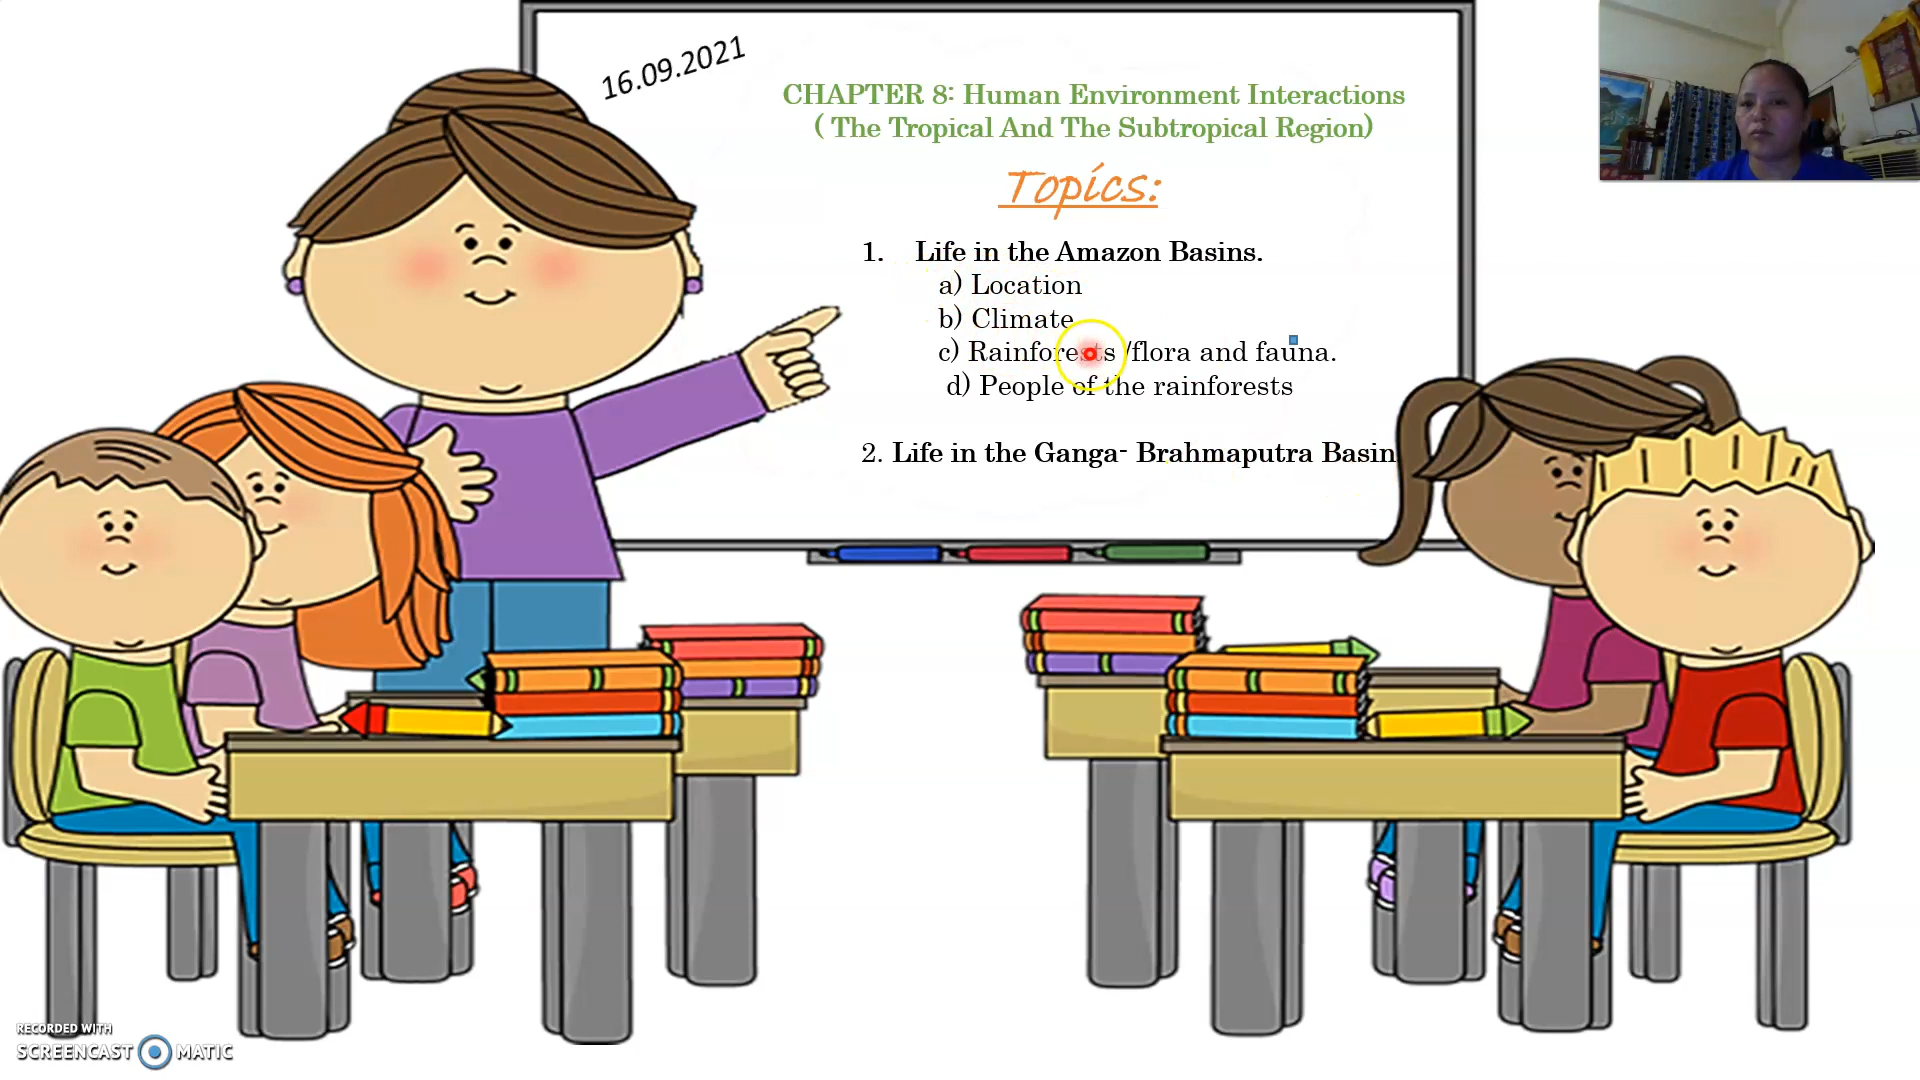 16.09.2021
CHAPTER 8: Human Environment Interactions
( The Tropical And The Subtropical Region)
Topics:
1. Life in the Amazon Basins.
a) Location
b) Climate
c) Rainforests /flora and fauna.
d) People of the rainforests
2. Life in the Ganga- Brahmaputra Basin
RECORDED WITH
SCREENCAST MATIC